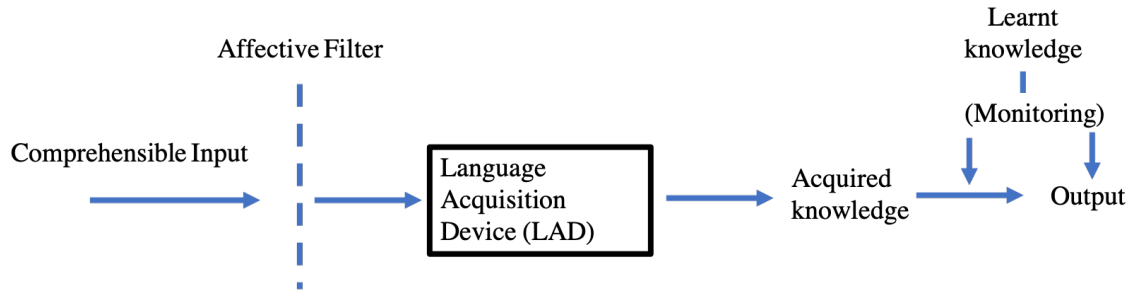 Learnt
knowledge
Affective Filter
(Monitoring)
Comprehensible Input
Language
Acquisition
Device (LAD)
Acquired
knowledge
Output